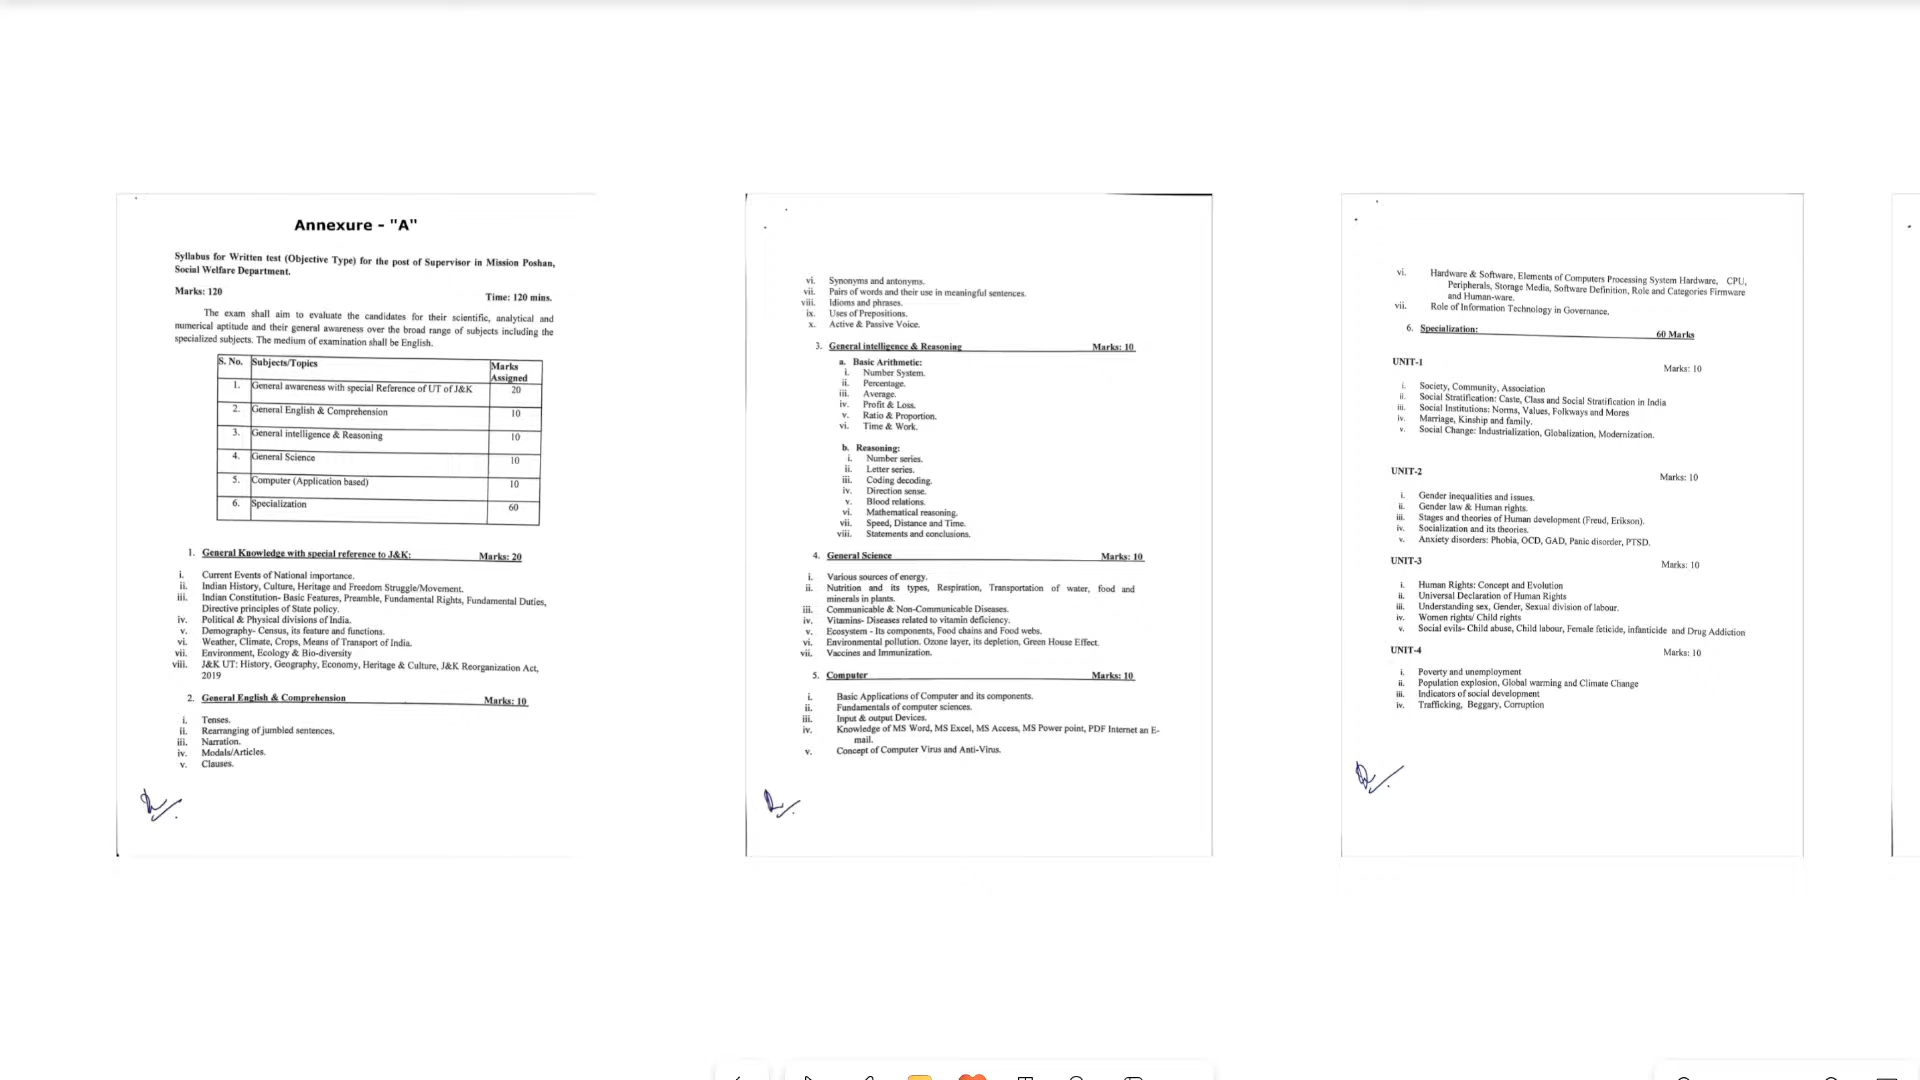 Annexure - "A"
Syllabus for Written test (Objective Type) for the post of Supervisor in Mission Poshan,
Social Welfare Department.
Marks: 120
Time: 120 mins.
The exam shall aim to evaluate the candidates for their scientific, analytical and
numerical aptitude and their general awareness over the broad range of subjects including the
specialized subjects. The medium of examination shall be English.
S. No. Subjects/Topics Marks
Assigned
1. General awareness with special Reference of UT of J&K 20
2. General English & Comprehension 10
3. General intelligence & Reasoning 10
4. General Science 10
5. Computer (Application based) 10
6. Specialization 60
1. General Knowledge with special reference to J&K: Marks: 20
i. Current Events of National importance.
ii. Indian History, Culture, Heritage and Freedom Struggle/Movement.
iii. Indian Constitution- Basic Features, Preamble, Fundamental Rights, Fundamental Duties,
Directive principles of State policy.
iv. Political & Physical divisions of India.
v. Demography- Census, its feature and functions.
vi. Weather, Climate, Crops, Means of Transport of India.
vii. Environment, Ecology & Bio-diversity
viii. J&K UT: History, Geography, Economy, Heritage & Culture, J&K Reorganization Act,
2019
2. General English & Comprehension Marks: 10
i. Tenses.
ii. Rearranging of jumbled sentences.
iii. Narration.
iv. Modals/Articles.
v. Clauses.
vi. Synonyms and antonyms.
vii. Pairs of words and their use in meaningful sentences.
viii. Idioms and phrases.
ix. Uses of Prepositions.
x. Active & Passive Voice.
3. General intelligence & Reasoning Marks: 10
a. Basic Arithmetic:
i. Number System.
ii. Percentage.
iii. Average.
iv. Profit & Loss.
v. Ratio & Proportion.
vi. Time & Work.
b. Reasoning:
i. Number series.
ii. Letter series.
iii. Coding decoding.
iv. Direction sense.
v. Blood relations.
vi. Mathematical reasoning.
vii. Speed, Distance and Time.
viii. Statements and conclusions.
4. General Science Marks: 10
i. Various sources of energy.
ii. Nutrition and its types, Respiration, Transportation of water, food and
minerals in plants.
iii. Communicable & Non-Communicable Diseases.
iv. Vitamins- Diseases related to vitamin deficiency.
v. Ecosystem - Its components, Food chains and Food webs.
vi. Environmental pollution. Ozone layer, its depletion, Green House Effect.
vii. Vaccines and Immunization.
5. Computer Marks: 10
i. Basic Applications of Computer and its components.
ii. Fundamentals of computer sciences.
iii. Input & output Devices.
iv. Knowledge of MS Word, MS Excel, MS Access, MS Power point, PDF Internet an E-
mail.
v. Concept of Computer Virus and Anti-Virus.
vi. Hardware & Software, Elements of Computers Processing System Hardware, CPU,
Peripherals, Storage Media, Software Definition, Role and Categories Firmware
and Human-ware.
vii. Role of Information Technology in Governance.
6. Specialization: 60 Marks
UNIT-1
Marks: 10
i. Society, Community, Association
ii. Social Stratification: Caste, Class and Social Stratification in India
iii. Social Institutions: Norms, Values, Folkways and Mores
iv. Marriage, Kinship and family.
v. Social Change: Industrialization, Globalization, Modernization.
UNIT-2
Marks: 10
i. Gender inequalities and issues.
ii. Gender law & Human rights.
iii. Stages and theories of Human development (Freud, Erikson).
iv. Socialization and its theories.
v. Anxiety disorders: Phobia, OCD, GAD, Panic disorder, PTSD.
UNIT-3
Marks: 10
i. Human Rights: Concept and Evolution
ii. Universal Declaration of Human Rights
iii. Understanding sex, Gender, Sexual division of labour.
iv. Women rights/ Child rights
v. Social evils- Child abuse, Child labour, Female feticide, infanticide and Drug Addiction
UNIT-4
Marks: 10
i. Poverty and unemployment
ii. Population explosion, Global warming and Climate Change
iii. Indicators of social development
iv. Trafficking, Beggary, Corruption